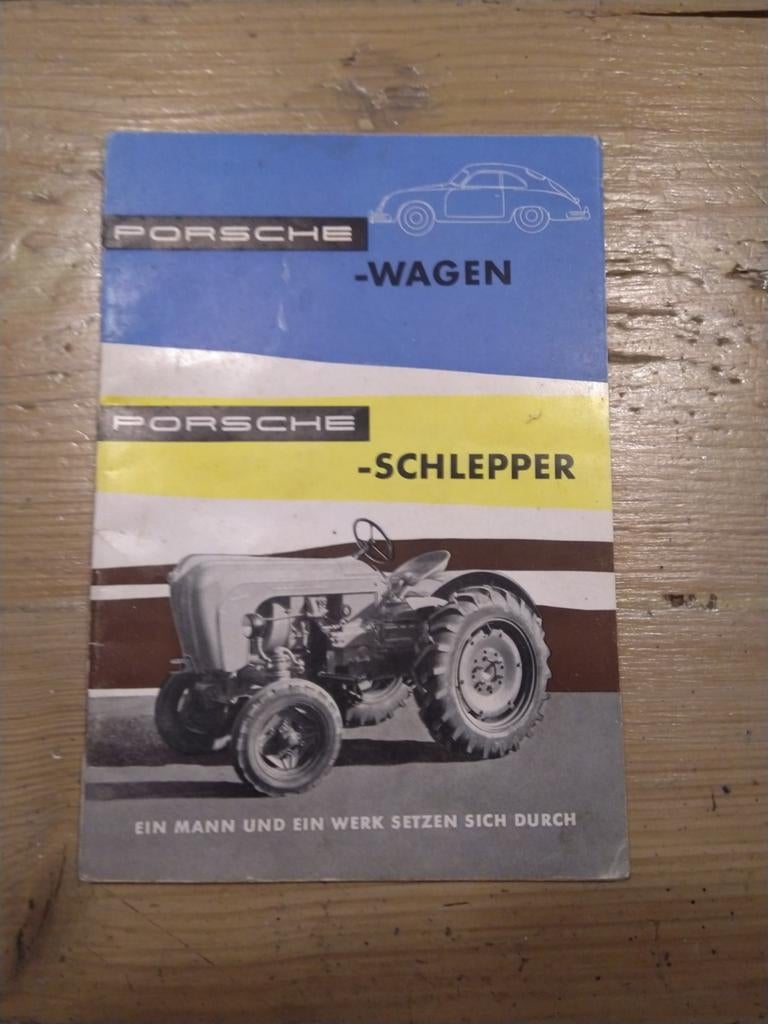 PORSCHE
-WAGEN
PORSCHE
-SCHLEPPER
EIN MANN UND EIN WERK SETZEN SICH DURCH